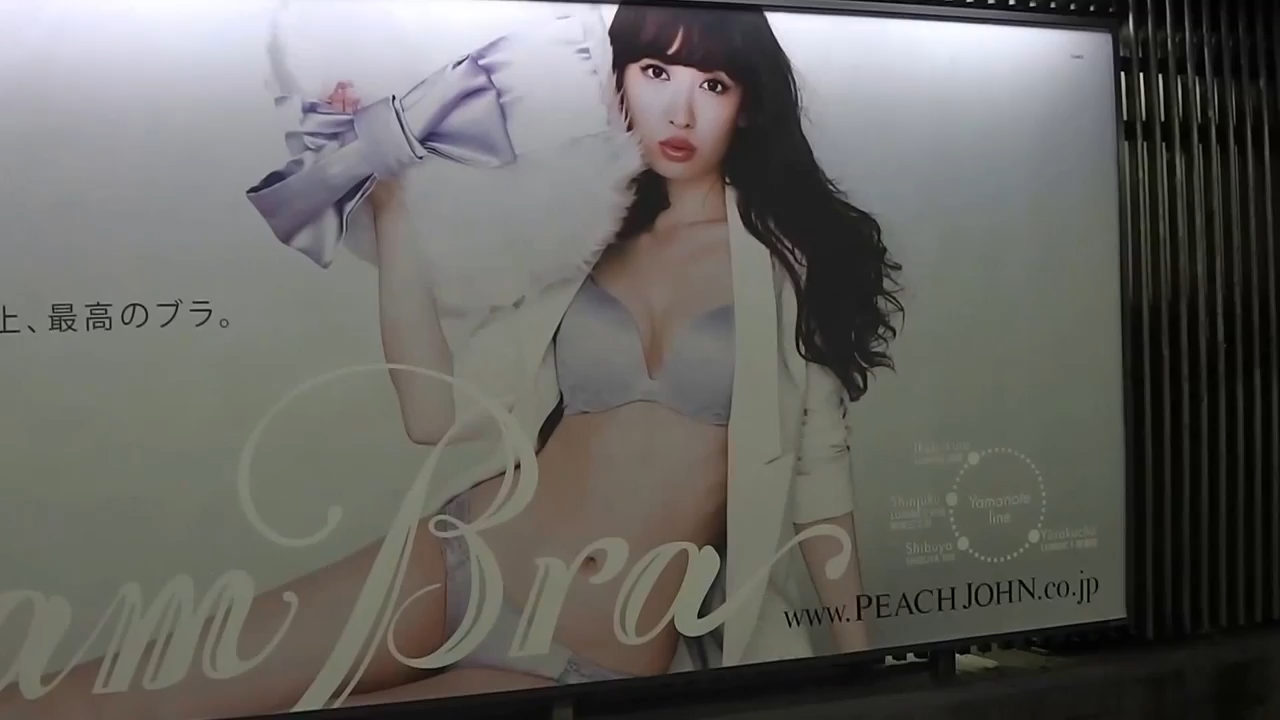 上、最高のブラ。
am Bra
Shinjuku
Yamanote
line
Shibuya
Yurakucho
www.PEACH JOHN.co.jp